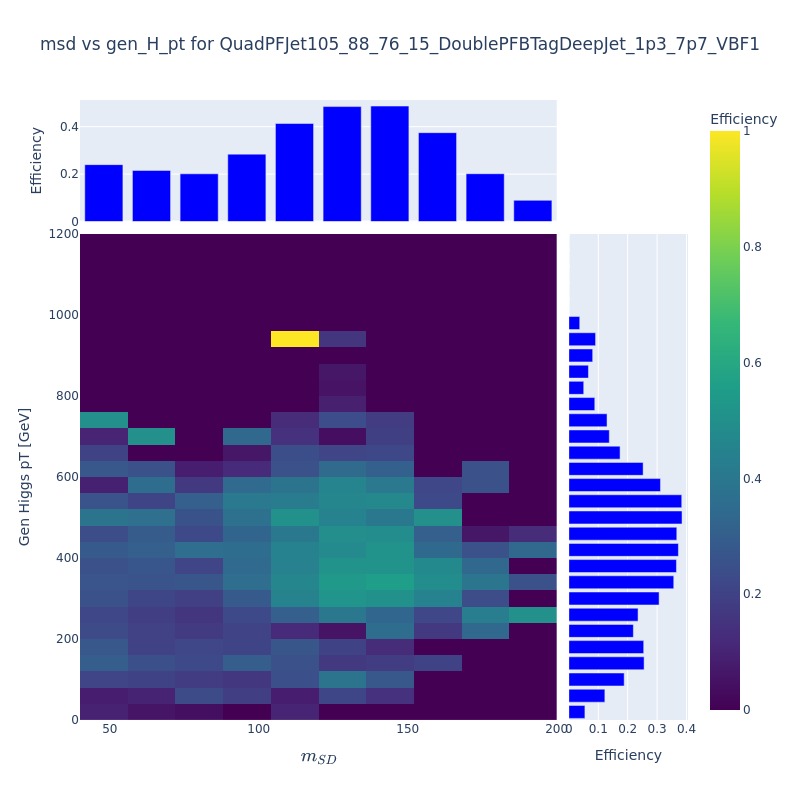 msd vs gen_H_pt for QuadPFJet105_88_76_15_DoublePFBTagDeepJet_1p3_7p7_VBF1
Efficiency
0.4
0.2
0
Efficiency
1
0.8
0.6
0.4
0.2
0
Gen Higgs pT [GeV]
1200
1000
800
600
400
200
0
50 100 150 200
m_SD
0 0.1 0.2 0.3 0.4
Efficiency